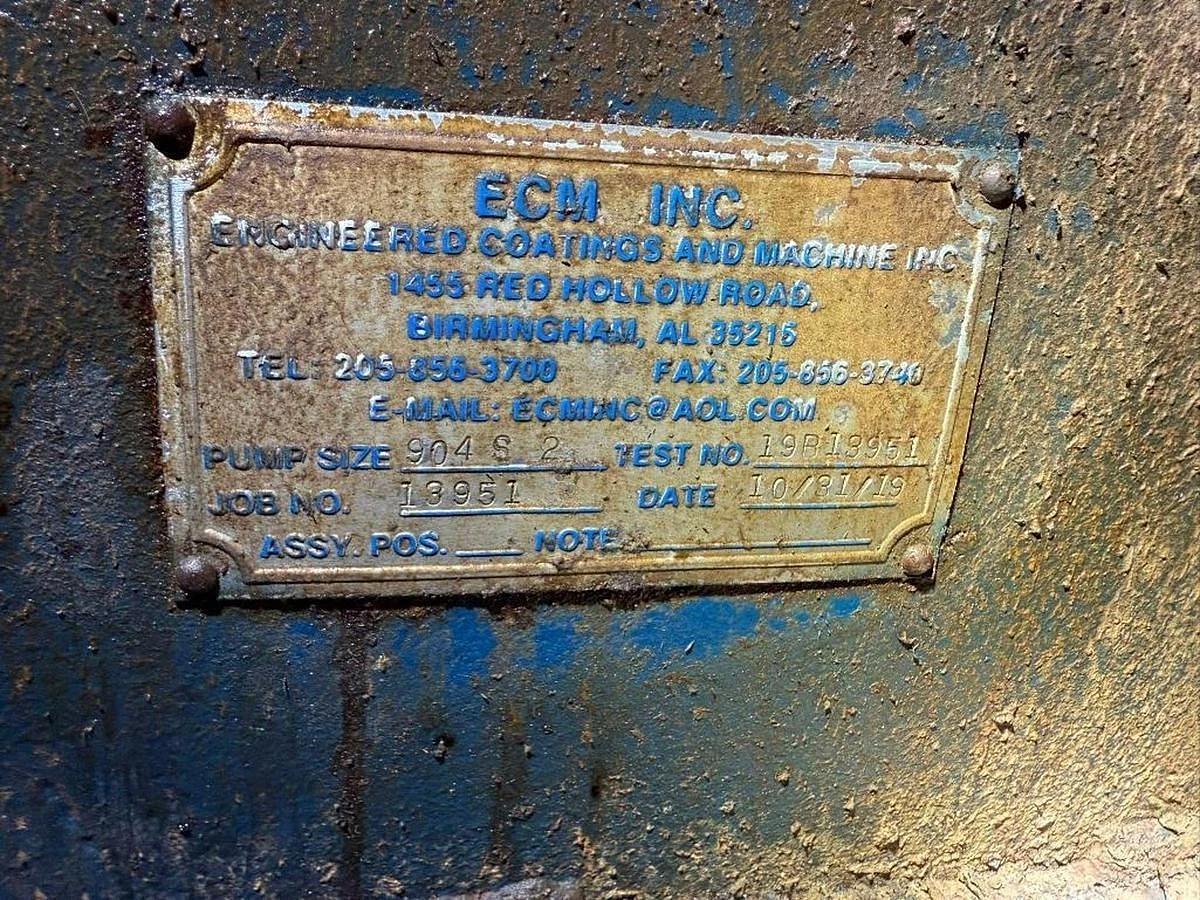 ECM INC.
ENGINEERED COATINGS AND MACHINE INC
1455 RED HOLLOW ROAD,
BIRMINGHAM, AL 35215
TEL: 205-856-3700 FAX: 205-856-3740
E-MAIL: ECMINC@AOL.COM
PUMP SIZE 904 S 2 TEST NO. 19R13951
JOB NO. 13951 DATE 10/31/19
ASSY. POS. NOTE: